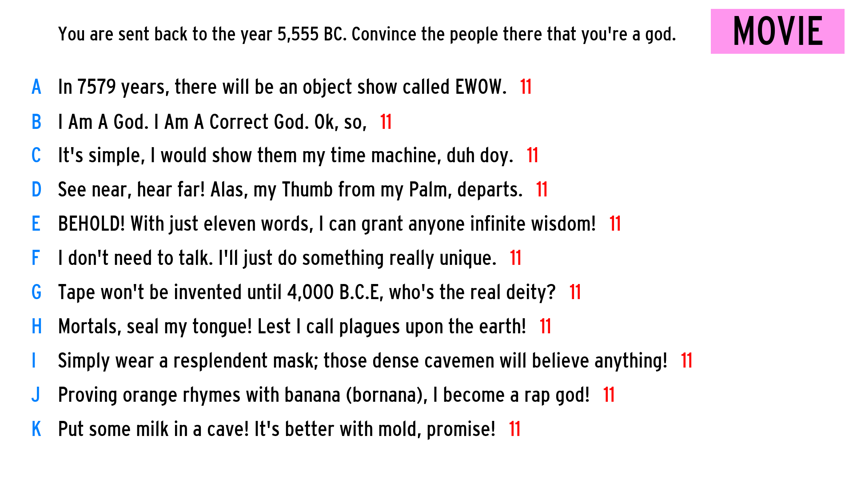 You are sent back to the year 5,555 BC. Convince the people there that you're a god.
MOVIE
A In 7579 years, there will be an object show called EWOW. 11
B I Am A God. I Am A Correct God. Ok, so, 11
C It's simple, I would show them my time machine, duh doy. 11
D See near, hear far! Alas, my Thumb from my Palm, departs. 11
E BEHOLD! With just eleven words, I can grant anyone infinite wisdom! 11
F I don't need to talk. I'll just do something really unique. 11
G Tape won't be invented until 4,000 B.C.E, who's the real deity? 11
H Mortals, seal my tongue! Lest I call plagues upon the earth! 11
I Simply wear a resplendent mask; those dense cavemen will believe anything! 11
J Proving orange rhymes with banana (bornana), I become a rap god! 11
K Put some milk in a cave! It's better with mold, promise! 11